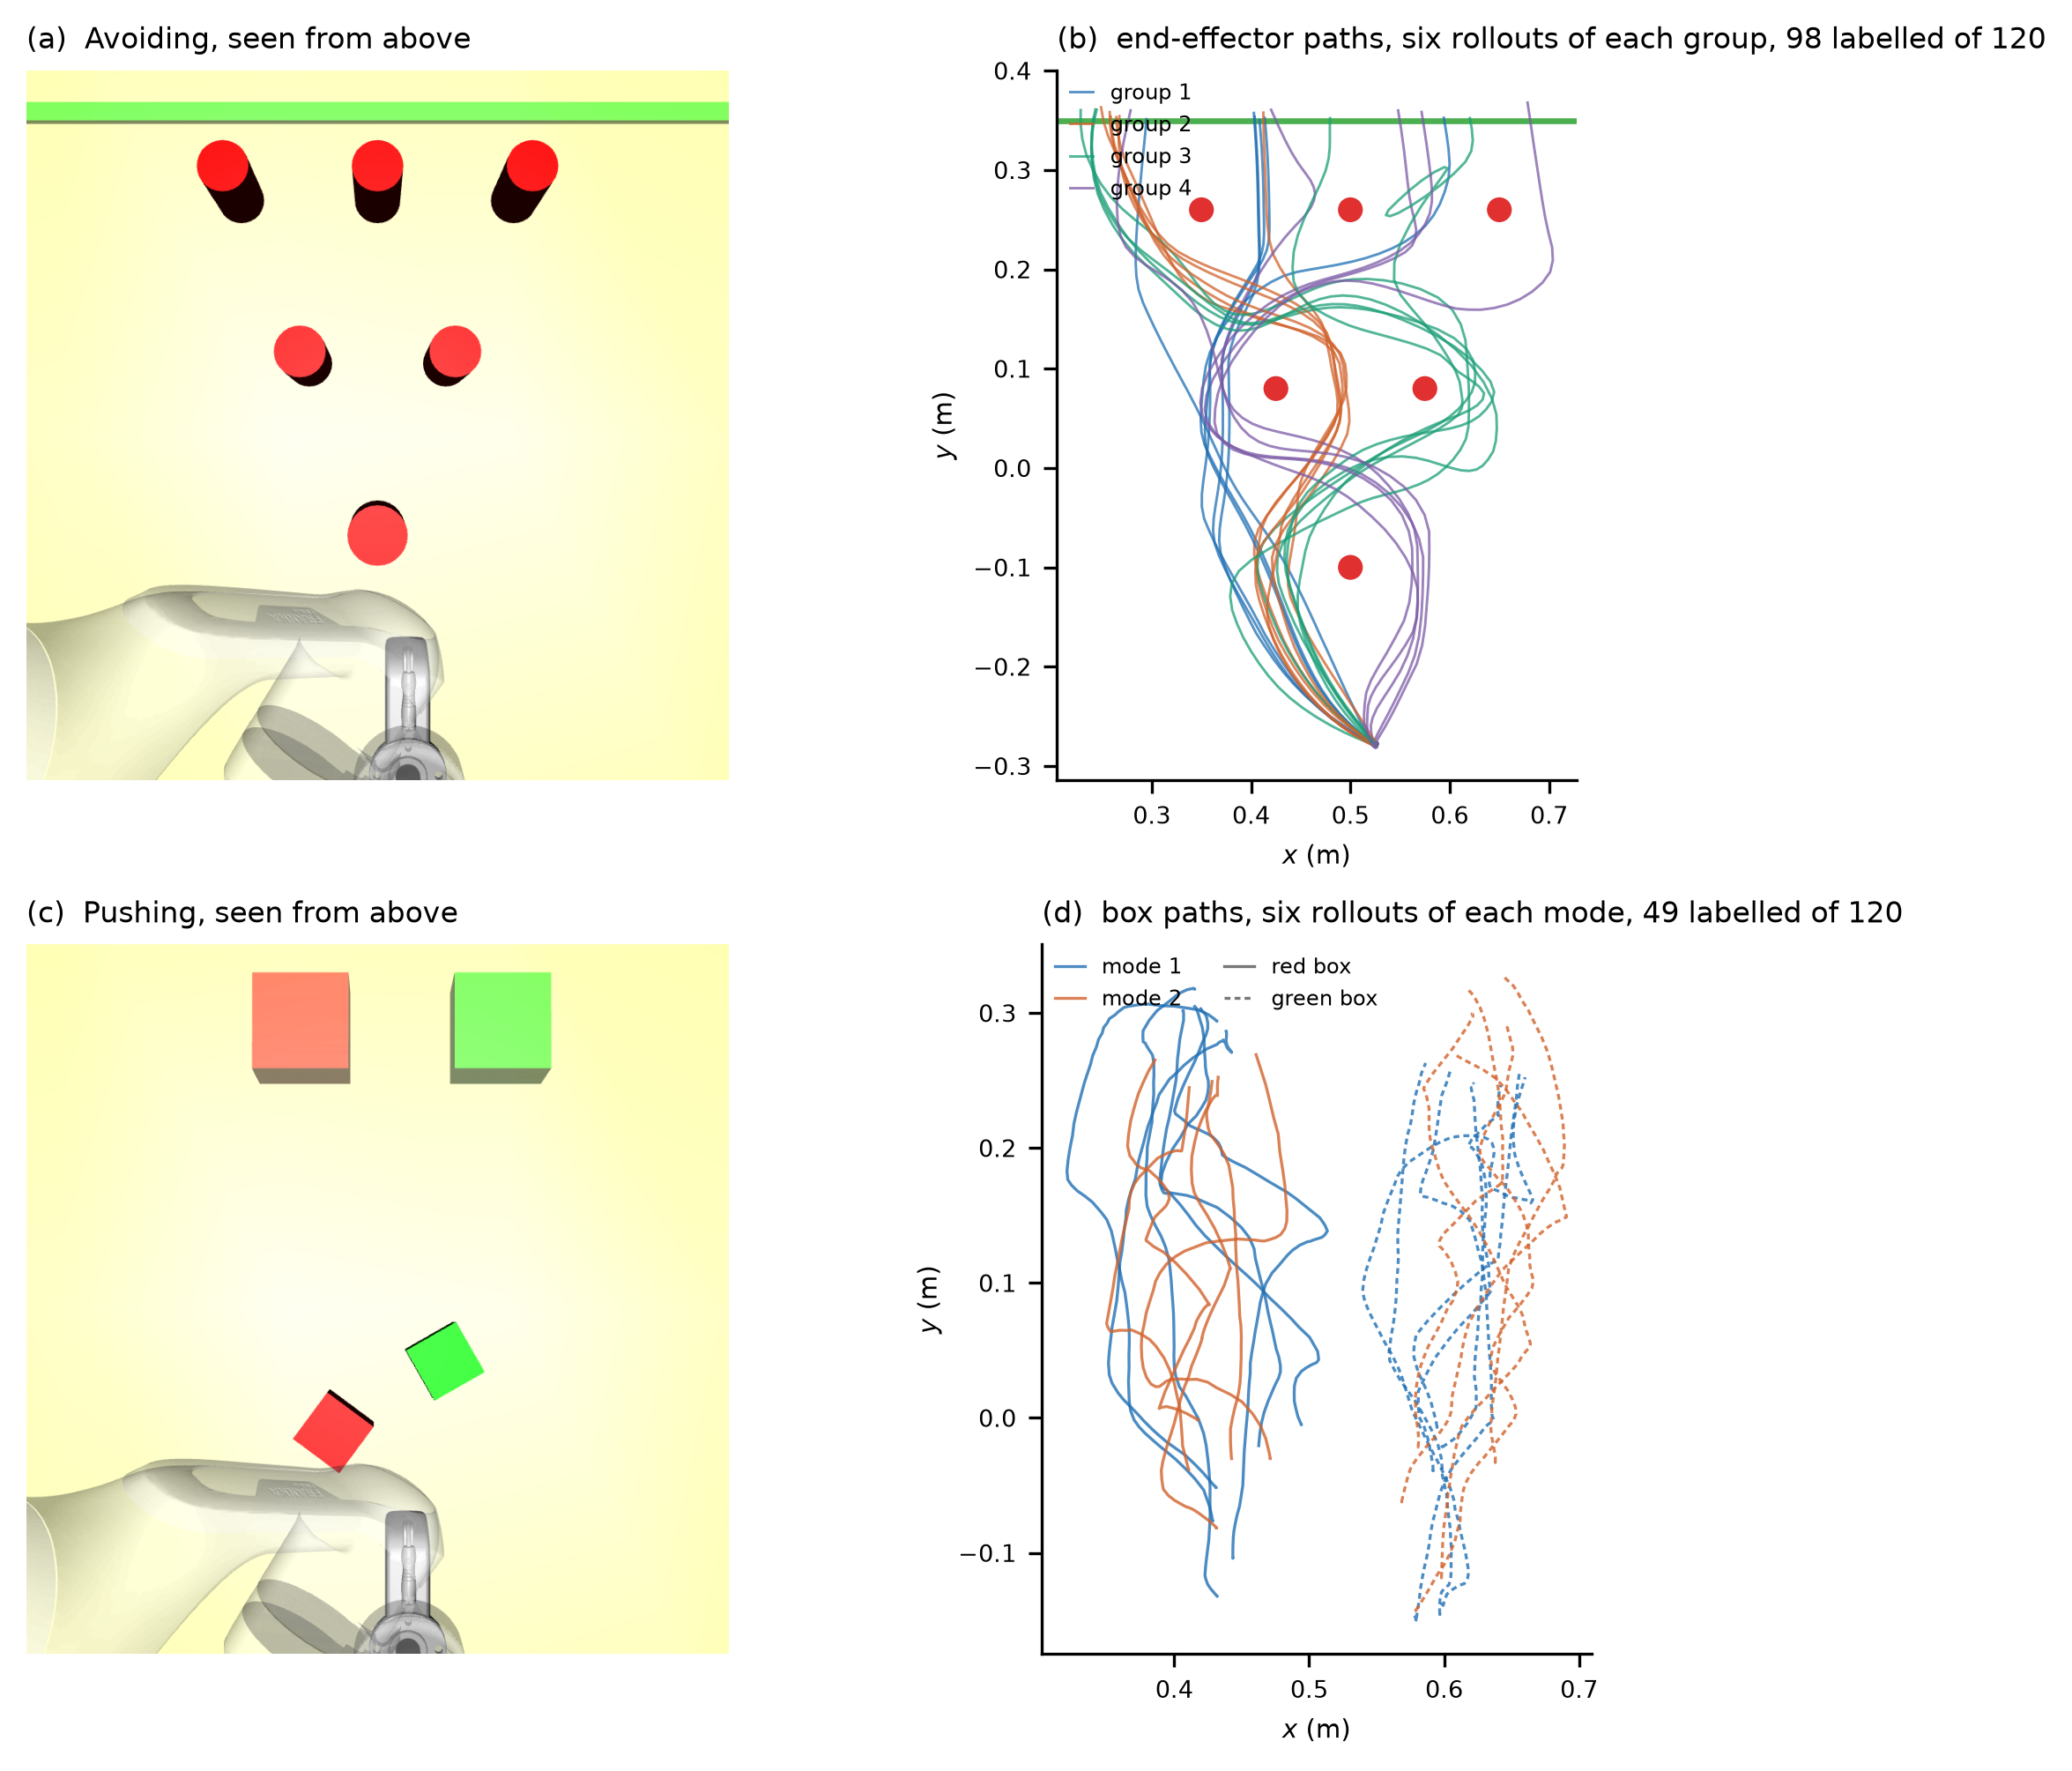 (a) Avoiding, seen from above
(b) end-effector paths, six rollouts of each group, 98 labelled of 120
group 1
group 2
group 3
group 4
0.4
0.3
0.2
0.1
0.0
−0.1
−0.2
−0.3
y (m)
0.3 0.4 0.5 0.6 0.7
x (m)
(c) Pushing, seen from above
(d) box paths, six rollouts of each mode, 49 labelled of 120
mode 1 red box
mode 2 green box
0.3
0.2
0.1
0.0
−0.1
y (m)
0.4 0.5 0.6 0.7
x (m)